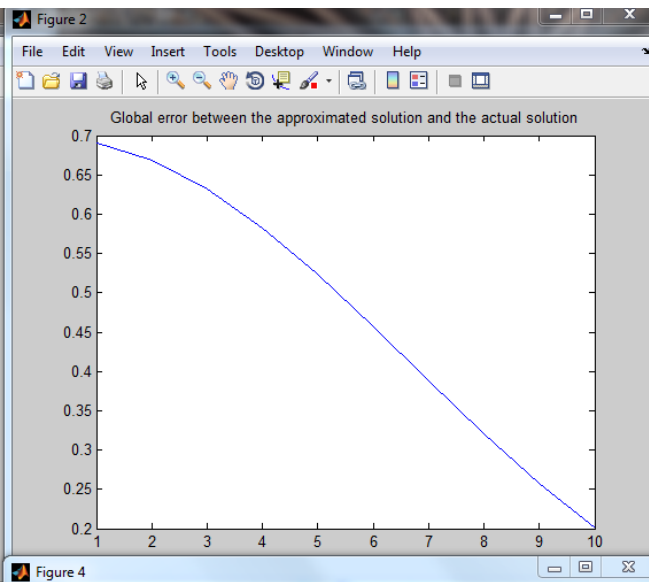 Figure 2
File Edit View Insert Tools Desktop Window Help
Global error between the approximated solution and the actual solution
0.7
0.65
0.6
0.55
0.5
0.45
0.4
0.35
0.3
0.25
0.2
1 2 3 4 5 6 7 8 9 10
Figure 4